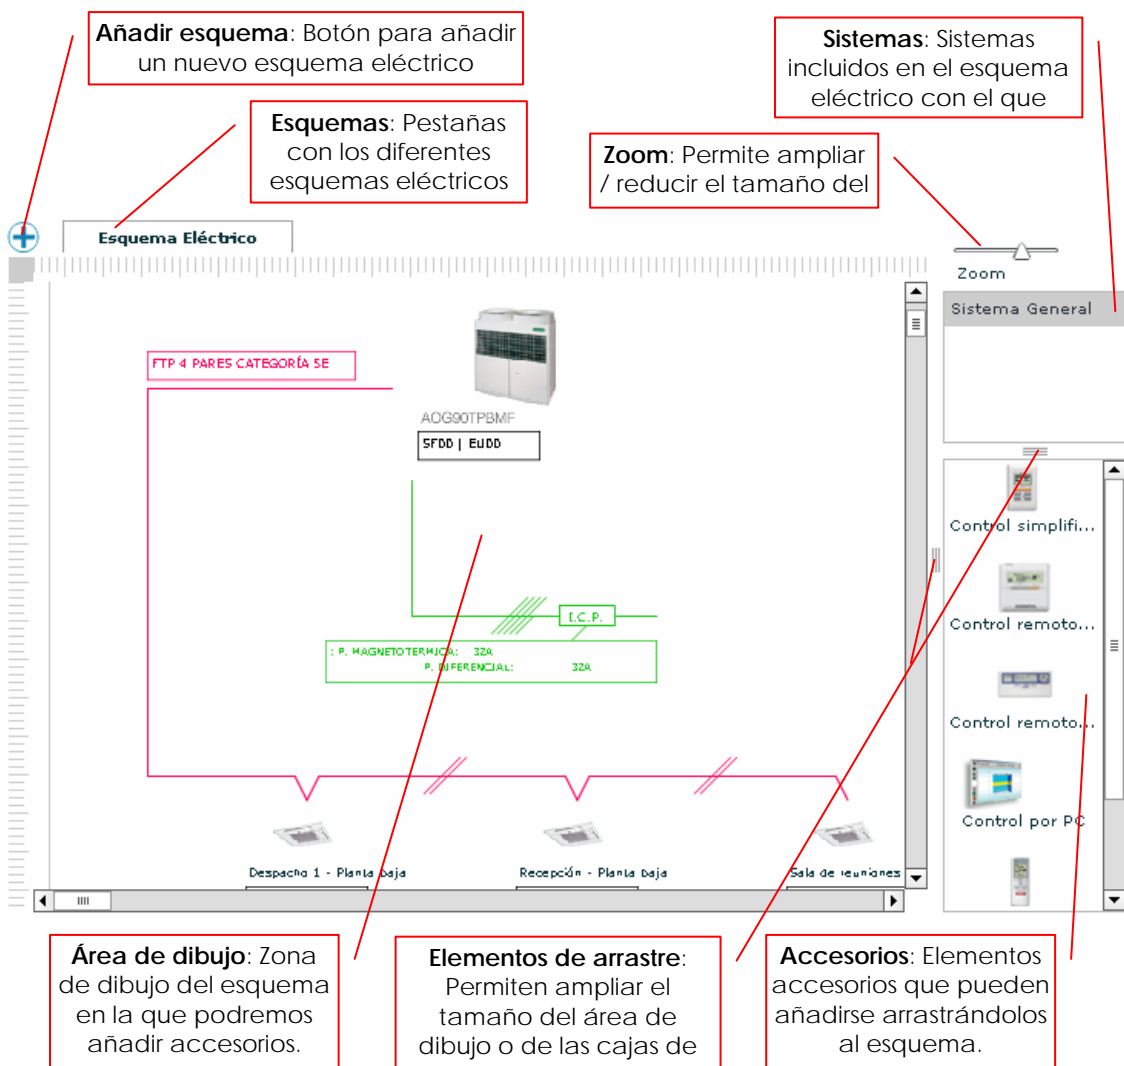 Añadir esquema: Botón para añadir
un nuevo esquema eléctrico
Sistemas: Sistemas
incluidos en el esquema
eléctrico con el que
Esquemas: Pestañas
con los diferentes
esquemas eléctricos
Zoom: Permite ampliar
/ reducir el tamaño del
Esquema Eléctrico
Zoom
Sistema General
FTP 4 PARES CATEGORÍA 5E
AOG90TPBMF
SF00 | EU00
I.C.P.
: P. MAGNETOTERMICA: 32A
P. DIFERENCIAL: 32A
Control simplifi...
Control remoto...
Control remoto...
Control por PC
Despacho 1 - Planta baja
Recepción - Planta baja
Sala de reuniones
Área de dibujo: Zona
de dibujo del esquema
en la que podremos
añadir accesorios.
Elementos de arrastre:
Permiten ampliar el
tamaño del área de
dibujo o de las cajas de
Accesorios: Elementos
accesorios que pueden
añadirse arrastrándolos
al esquema.